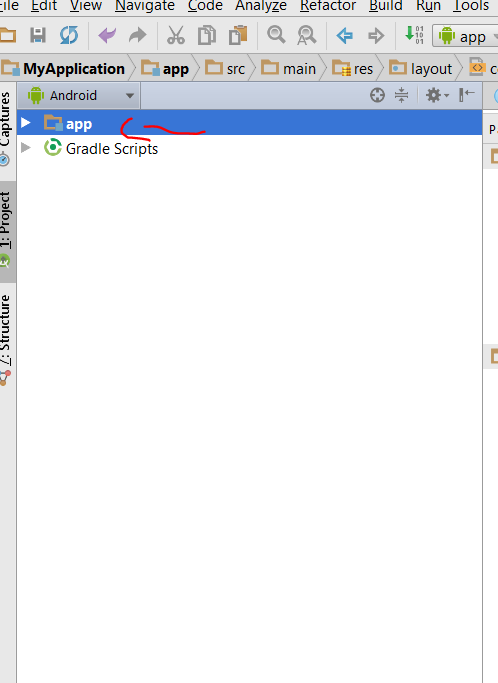 ile Edit View Navigate Code Analyze Refactor Build Run Tools
app
MyApplication app src main res layout c
Captures
Android
app
Gradle Scripts
1: Project
7: Structure